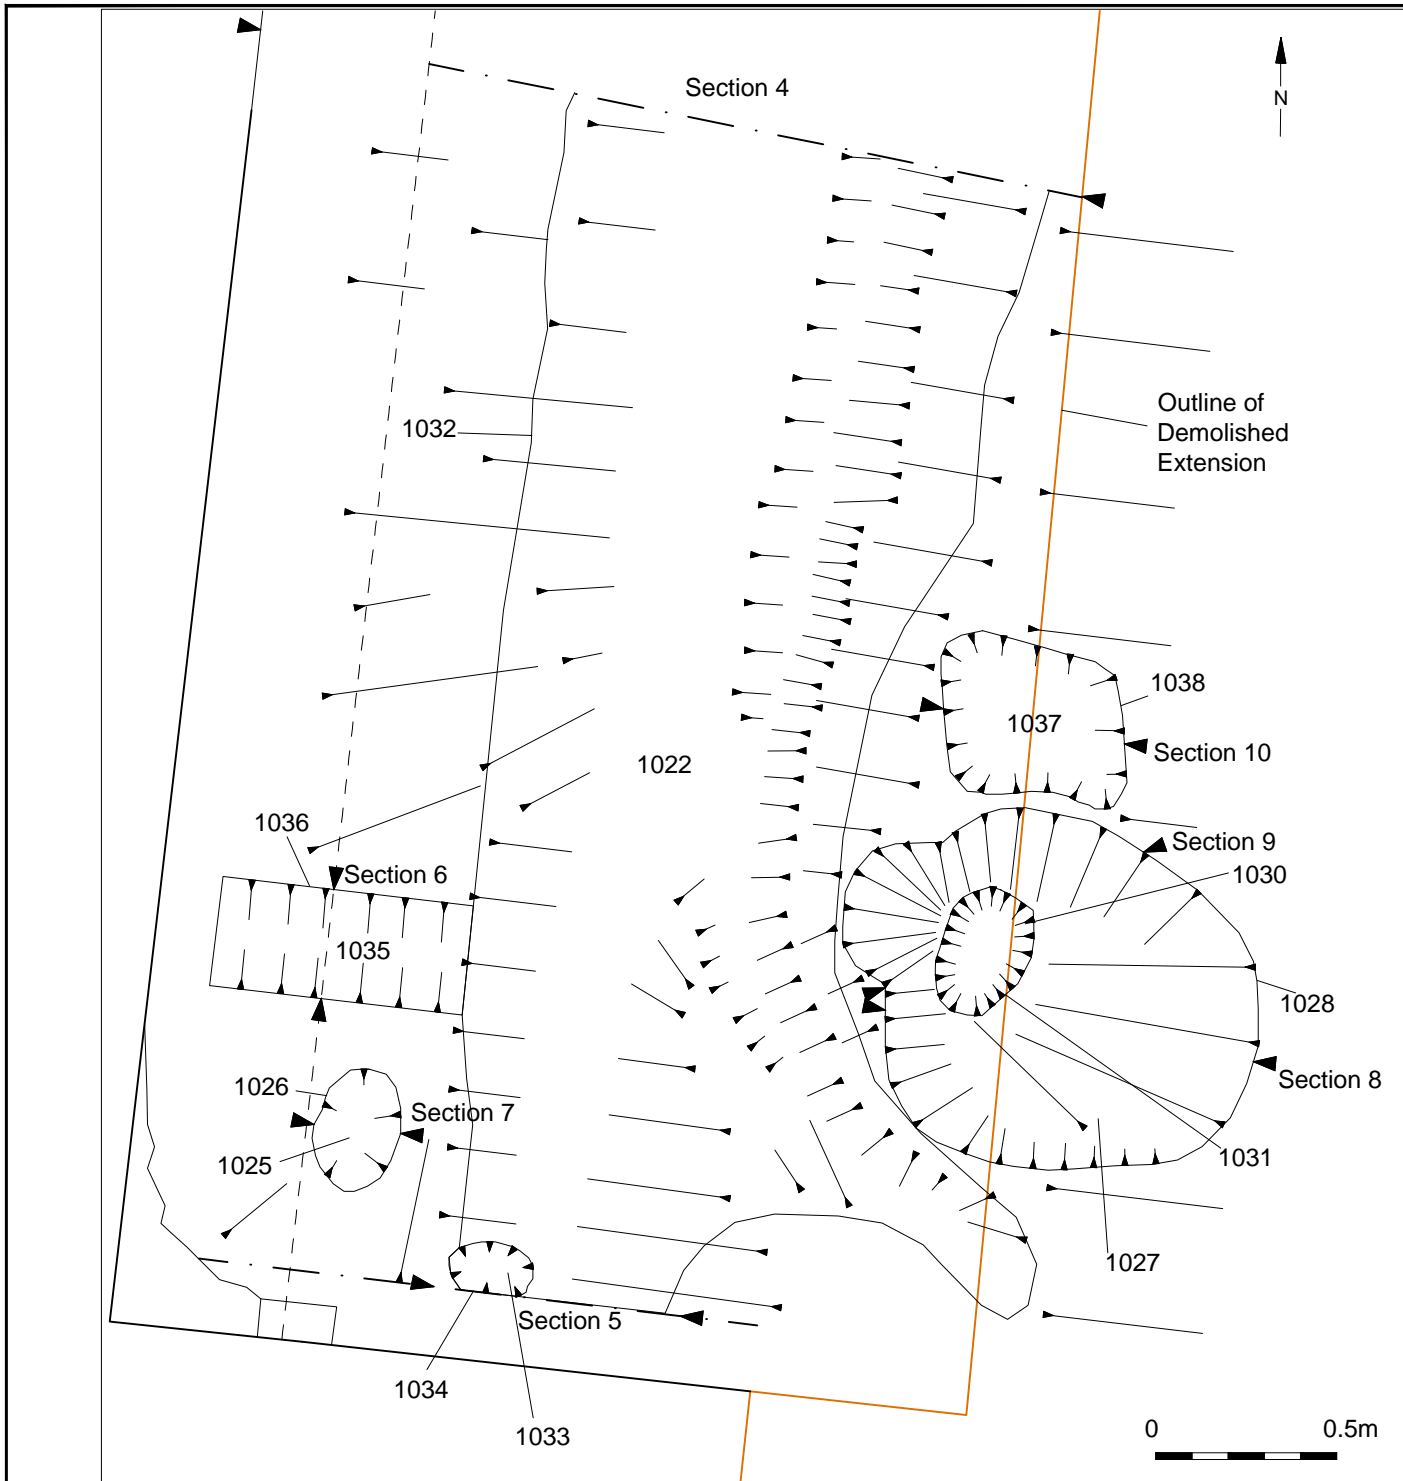 Section 4
N
Outline of
Demolished
Extension
1032
1038
1037
Section 10
1022
1036
Section 9
Section 6
1030
1035
1028
Section 8
1026
Section 7
1025
1031
1027
Section 5
1034
1033
0 0.5m